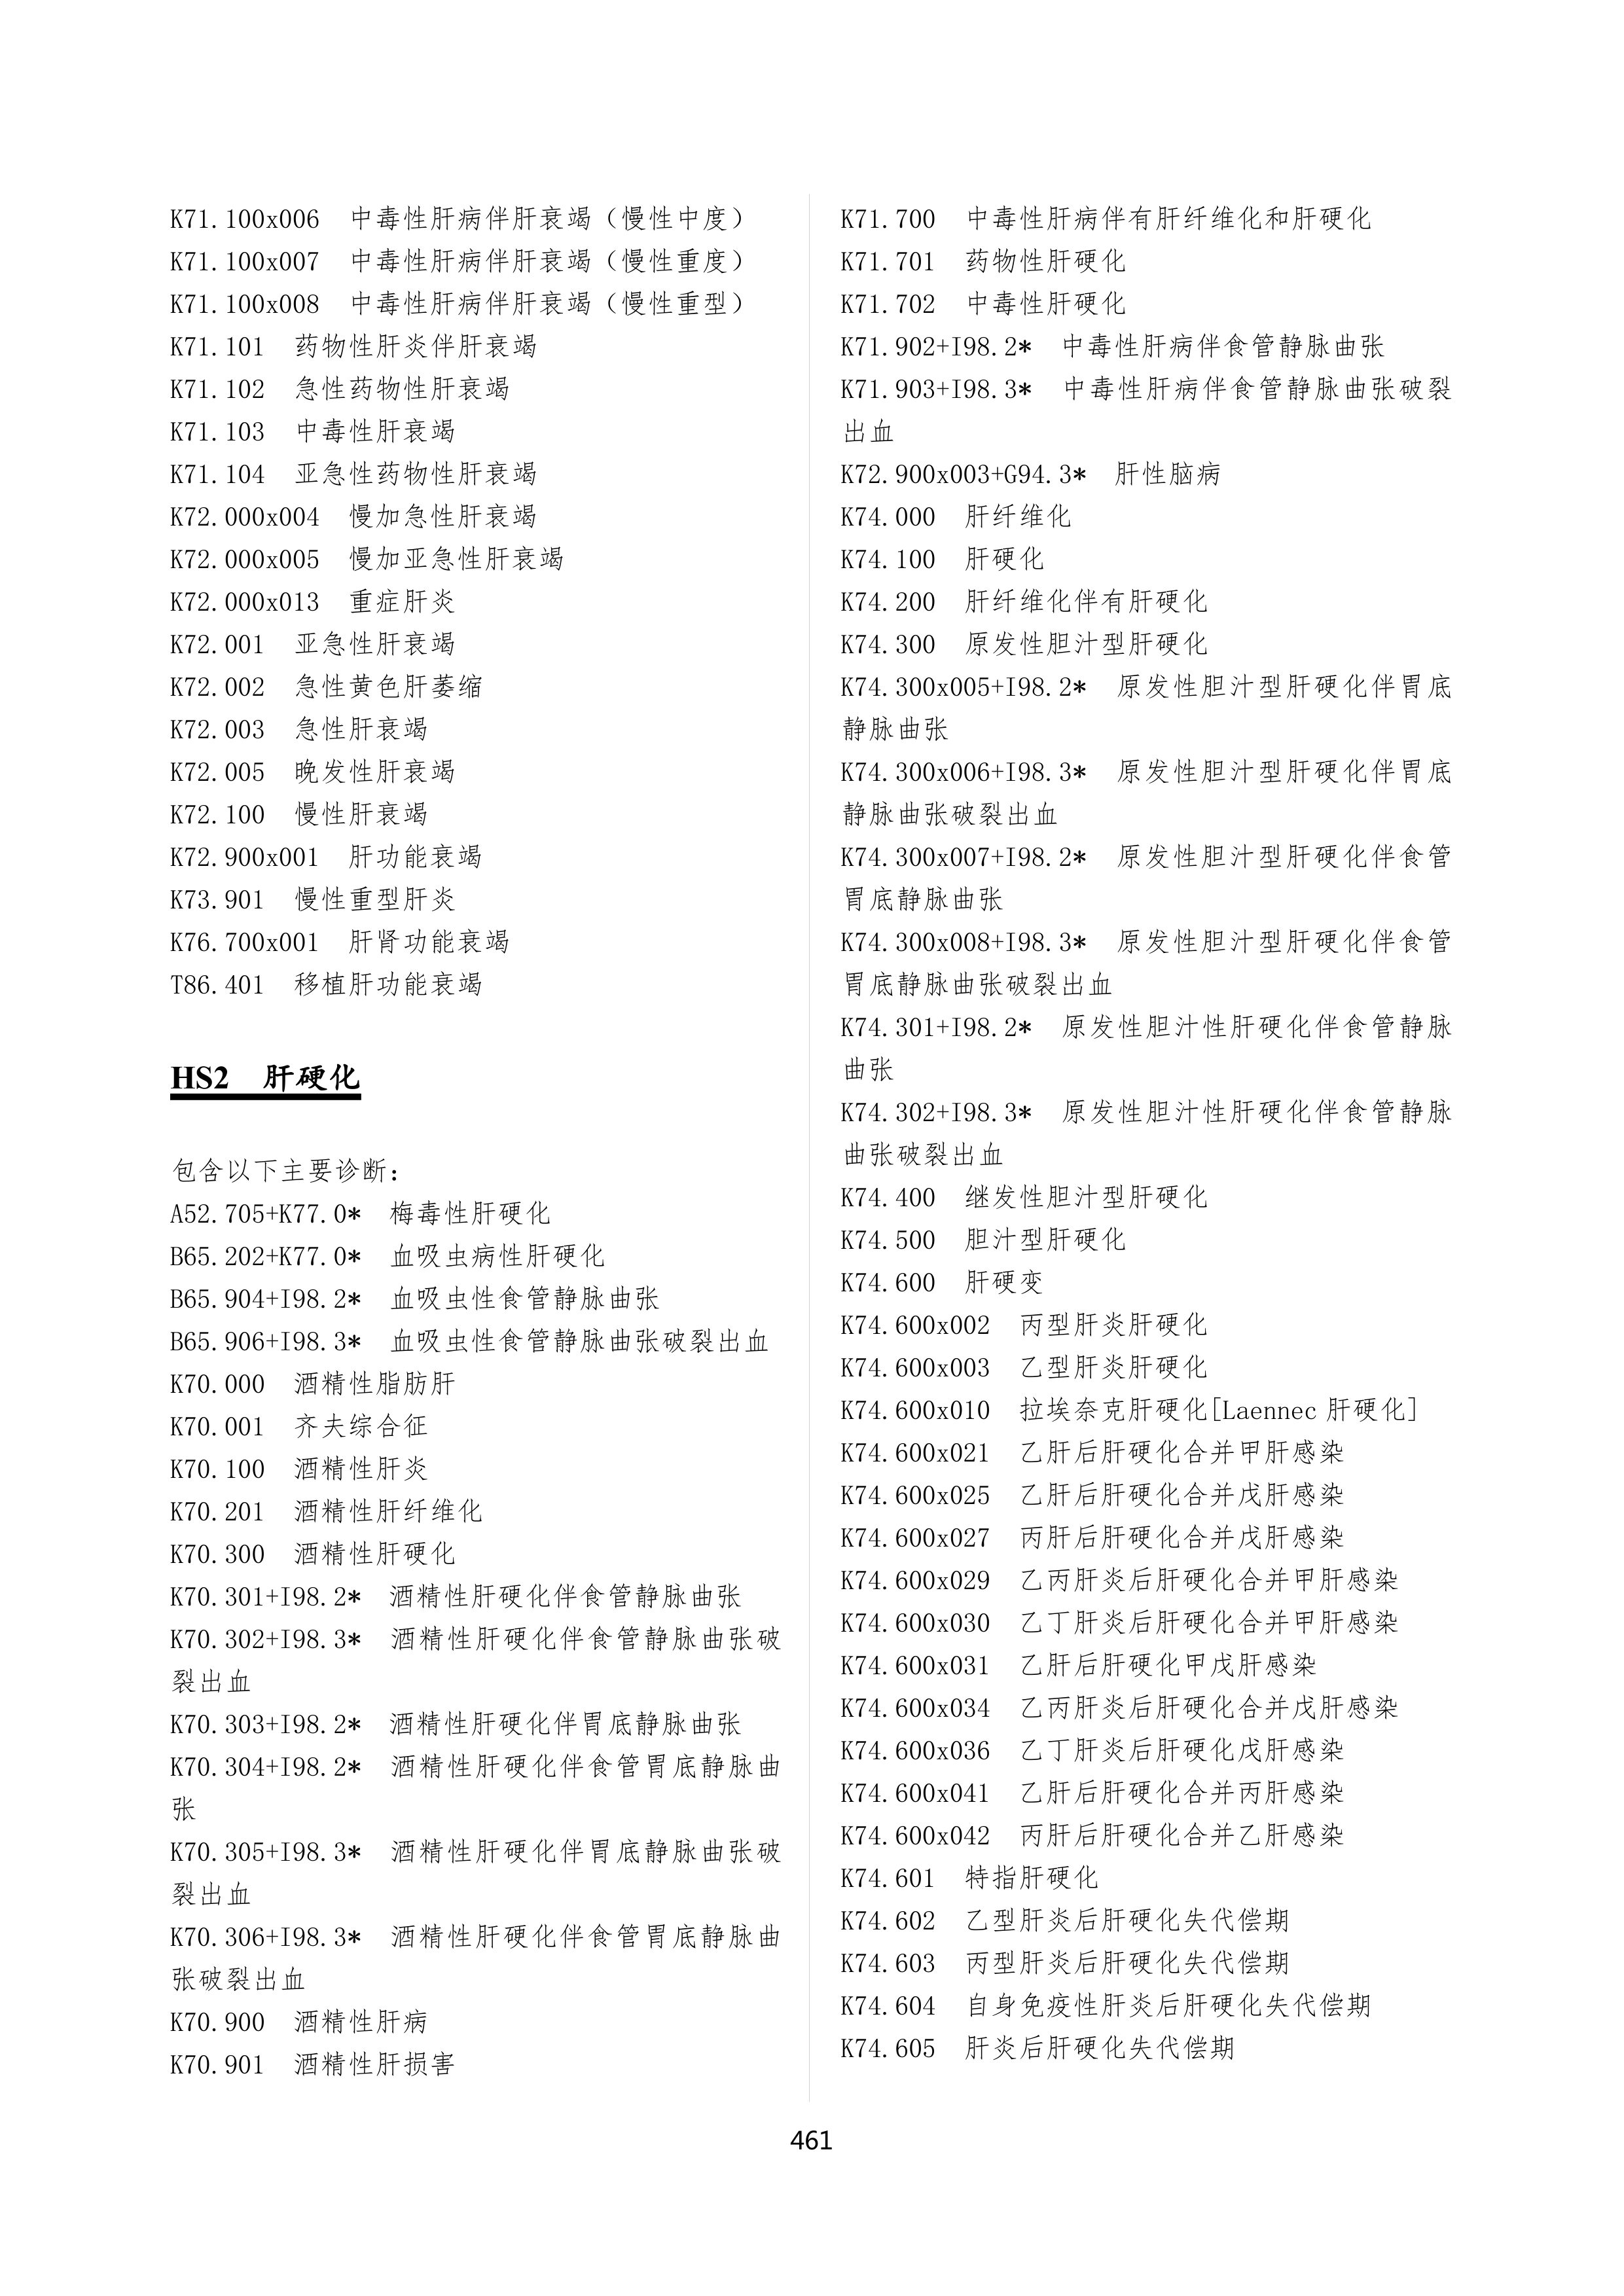 K71.100x006 中毒性肝病伴肝衰竭（慢性中度）
K71.100x007 中毒性肝病伴肝衰竭（慢性重度）
K71.100x008 中毒性肝病伴肝衰竭（慢性重型）
K71.101 药物性肝炎伴肝衰竭
K71.102 急性药物性肝衰竭
K71.103 中毒性肝衰竭
K71.104 亚急性药物性肝衰竭
K72.000x004 慢加急性肝衰竭
K72.000x005 慢加亚急性肝衰竭
K72.000x013 重症肝炎
K72.001 亚急性肝衰竭
K72.002 急性黄色肝萎缩
K72.003 急性肝衰竭
K72.005 晚发性肝衰竭
K72.100 慢性肝衰竭
K72.900x001 肝功能衰竭
K73.901 慢性重型肝炎
K76.700x001 肝肾功能衰竭
T86.401 移植肝功能衰竭
HS2 肝硬化
包含以下主要诊断：
A52.705+K77.0* 梅毒性肝硬化
B65.202+K77.0* 血吸虫病性肝硬化
B65.904+I98.2* 血吸虫性食管静脉曲张
B65.906+I98.3* 血吸虫性食管静脉曲张破裂出血
K70.000 酒精性脂肪肝
K70.001 齐夫综合征
K70.100 酒精性肝炎
K70.201 酒精性肝纤维化
K70.300 酒精性肝硬化
K70.301+I98.2* 酒精性肝硬化伴食管静脉曲张
K70.302+I98.3* 酒精性肝硬化伴食管静脉曲张破
裂出血
K70.303+I98.2* 酒精性肝硬化伴胃底静脉曲张
K70.304+I98.2* 酒精性肝硬化伴食管胃底静脉曲
张
K70.305+I98.3* 酒精性肝硬化伴胃底静脉曲张破
裂出血
K70.306+I98.3* 酒精性肝硬化伴食管胃底静脉曲
张破裂出血
K70.900 酒精性肝病
K70.901 酒精性肝损害
K71.700 中毒性肝病伴有肝纤维化和肝硬化
K71.701 药物性肝硬化
K71.702 中毒性肝硬化
K71.902+I98.2* 中毒性肝病伴食管静脉曲张
K71.903+I98.3* 中毒性肝病伴食管静脉曲张破裂
出血
K72.900x003+G94.3* 肝性脑病
K74.000 肝纤维化
K74.100 肝硬化
K74.200 肝纤维化伴有肝硬化
K74.300 原发性胆汁型肝硬化
K74.300x005+I98.2* 原发性胆汁型肝硬化伴胃底
静脉曲张
K74.300x006+I98.3* 原发性胆汁型肝硬化伴胃底
静脉曲张破裂出血
K74.300x007+I98.2* 原发性胆汁型肝硬化伴食管
胃底静脉曲张
K74.300x008+I98.3* 原发性胆汁型肝硬化伴食管
胃底静脉曲张破裂出血
K74.301+I98.2* 原发性胆汁性肝硬化伴食管静脉
曲张
K74.302+I98.3* 原发性胆汁性肝硬化伴食管静脉
曲张破裂出血
K74.400 继发性胆汁型肝硬化
K74.500 胆汁型肝硬化
K74.600 肝硬变
K74.600x002 丙型肝炎肝硬化
K74.600x003 乙型肝炎肝硬化
K74.600x010 拉埃奈克肝硬化[Laennec 肝硬化]
K74.600x021 乙肝后肝硬化合并甲肝感染
K74.600x025 乙肝后肝硬化合并戊肝感染
K74.600x027 丙肝后肝硬化合并戊肝感染
K74.600x029 乙丙肝炎后肝硬化合并甲肝感染
K74.600x030 乙丁肝炎后肝硬化合并甲肝感染
K74.600x031 乙肝后肝硬化甲戊肝感染
K74.600x034 乙丙肝炎后肝硬化合并戊肝感染
K74.600x036 乙丁肝炎后肝硬化戊肝感染
K74.600x041 乙肝后肝硬化合并丙肝感染
K74.600x042 丙肝后肝硬化合并乙肝感染
K74.601 特指肝硬化
K74.602 乙型肝炎后肝硬化失代偿期
K74.603 丙型肝炎后肝硬化失代偿期
K74.604 自身免疫性肝炎后肝硬化失代偿期
K74.605 肝炎后肝硬化失代偿期
461